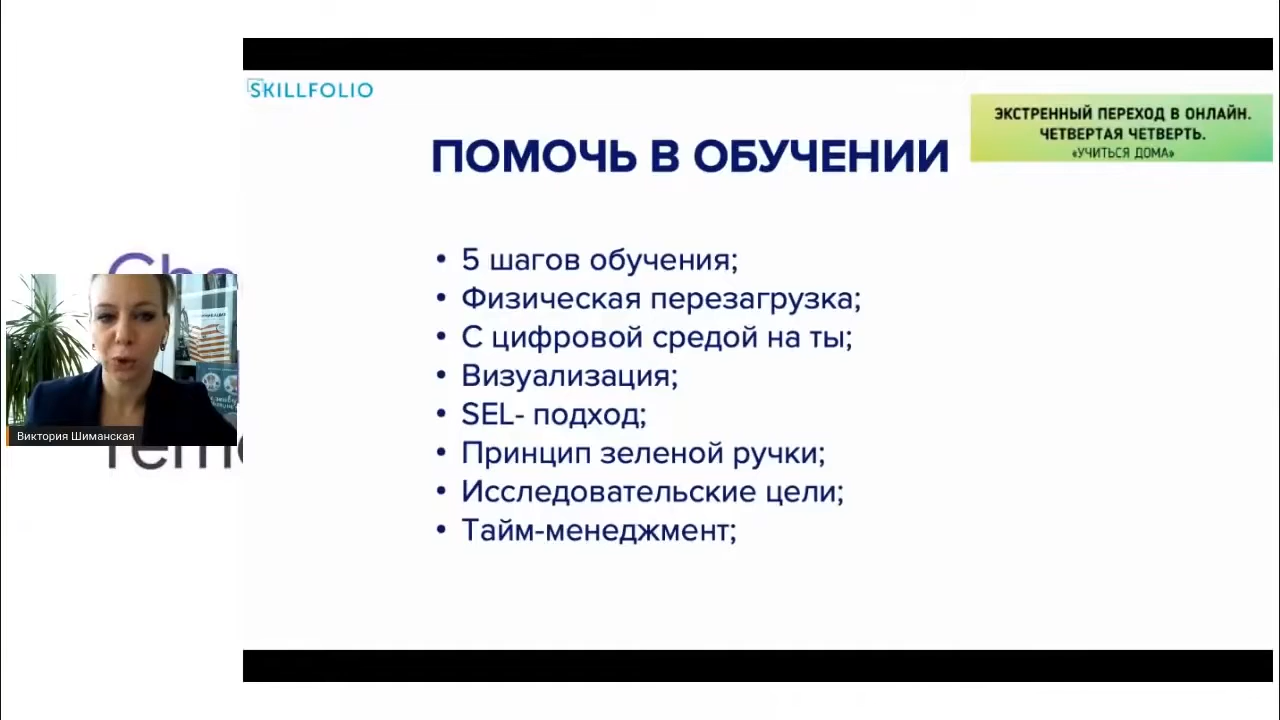 SKILLFOLIO
ЭКСТРЕННЫЙ ПЕРЕХОД В ОНЛАЙН.
ЧЕТВЕРТАЯ ЧЕТВЕРТЬ.
«УЧИТЬСЯ ДОМА»
ПОМОЧЬ В ОБУЧЕНИИ
• 5 шагов обучения;
• Физическая перезагрузка;
• С цифровой средой на ты;
• Визуализация;
• SEL- подход;
• Принцип зеленой ручки;
• Исследовательские цели;
• Тайм-менеджмент;
Виктория Шиманская